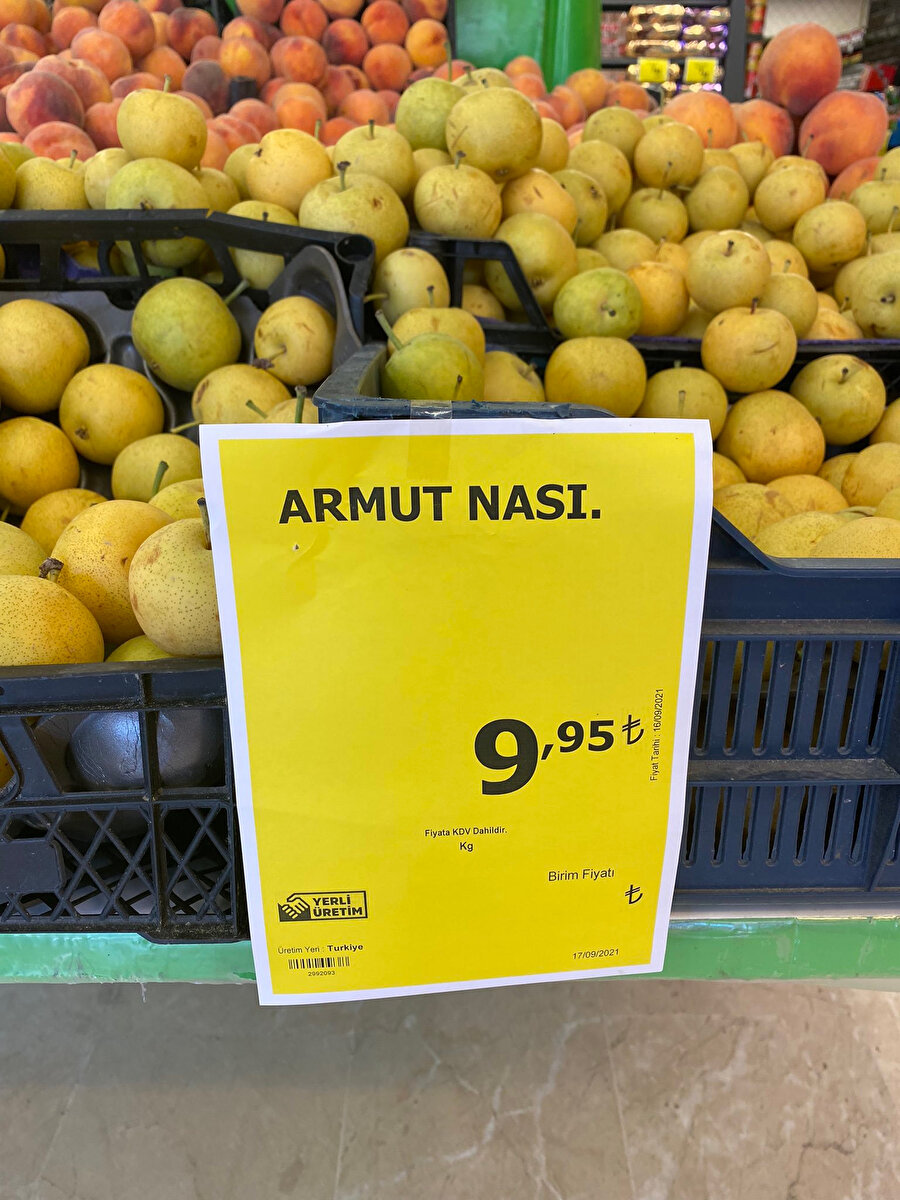 ARMUT NASI.
9,95 ₺
Fiyat Tarihi : 16/09/2021
Fiyata KDV Dahildir.
Kg
Birim Fiyatı
₺
YERLİ
ÜRETİM
Üretim Yeri : Turkiye
2992093
17/09/2021